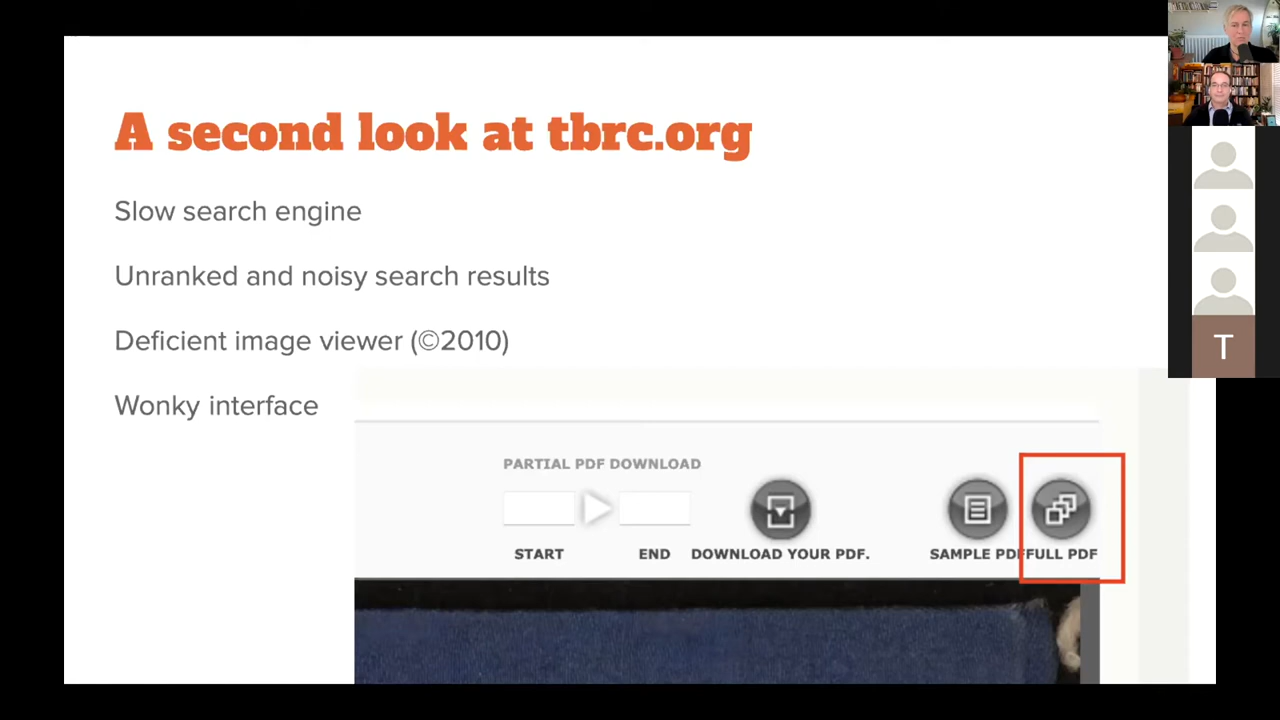 A second look at tbrc.org
Slow search engine
Unranked and noisy search results
Deficient image viewer (©2010)
Wonky interface
PARTIAL PDF DOWNLOAD
START
END
DOWNLOAD YOUR PDF.
SAMPLE PDF
FULL PDF
T